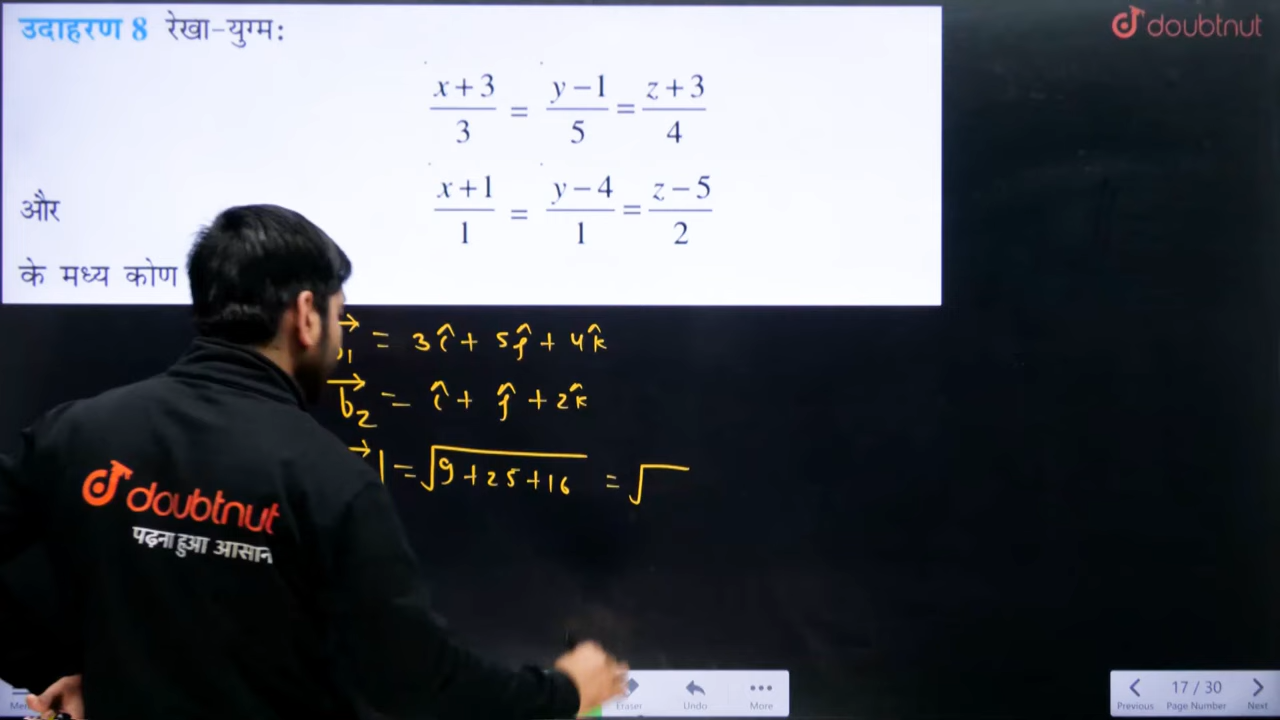 उदाहरण 8 रेखा-युग्म:
doubtnut
x+3/3 = y−1/5 = z+3/4
और
x+1/1 = y−4/1 = z−5/2
के मध्य कोण
b₁ = 3î + 5ĵ + 4k̂
b₂ = î + ĵ + 2k̂
| = √9+25+16 = √
doubtnut
पढ़ना हुआ आसान
Eraser
Undo
More
Previous
17 / 30
Page Number
Next